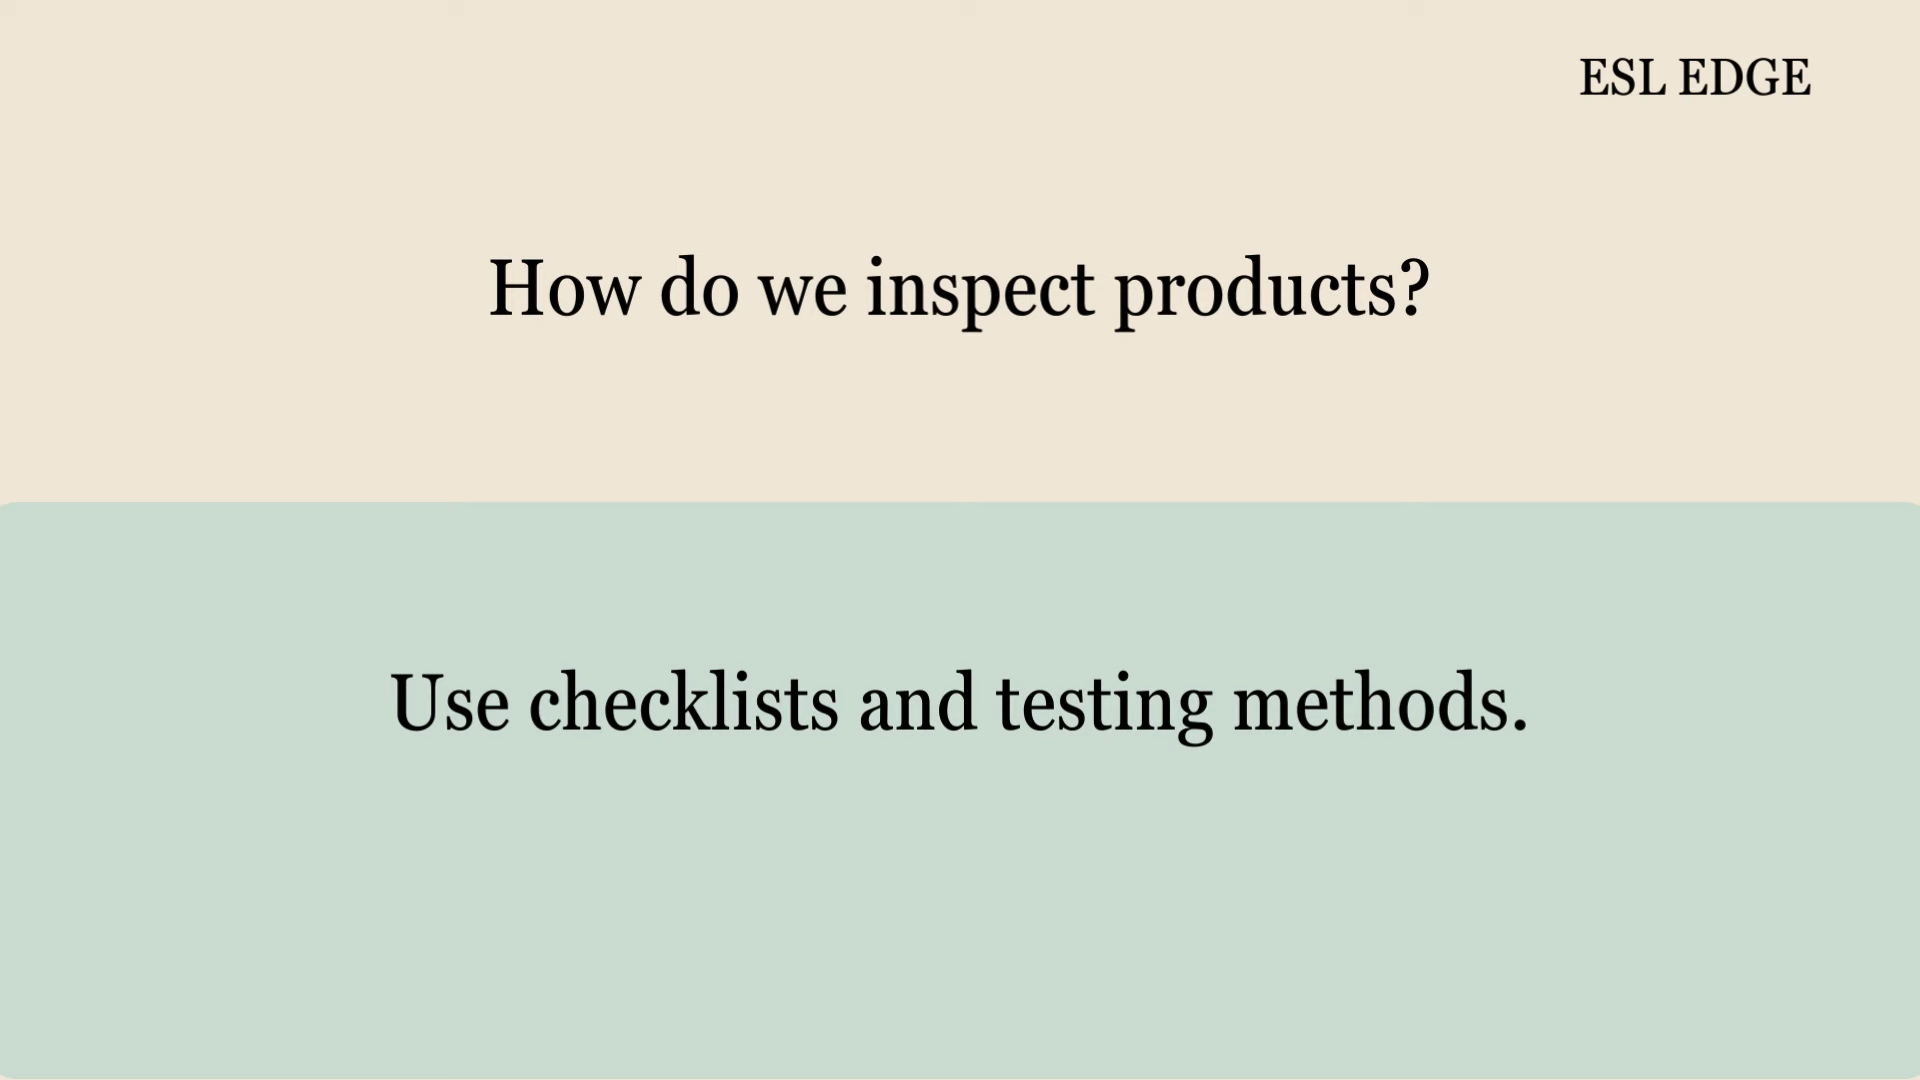 ESL EDGE
How do we inspect products?
Use checklists and testing methods.